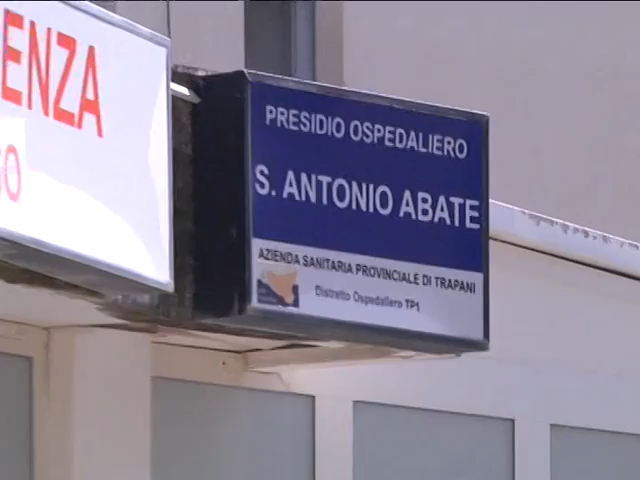 ENZA
PRESIDIO OSPEDALIERO
S. ANTONIO ABATE
AZIENDA SANITARIA PROVINCIALE DI TRAPANI
Distretto Ospedaliero TP1